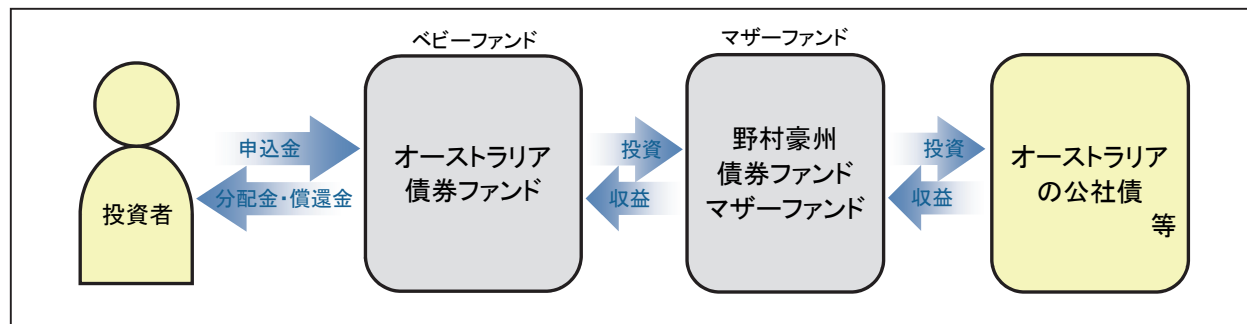 ベビーファンド
マザーファンド
投資者
申込金
分配金・償還金
オーストラリア
債券ファンド
投資
収益
野村豪州
債券ファンド
マザーファンド
投資
収益
オーストラリア
の公社債
等